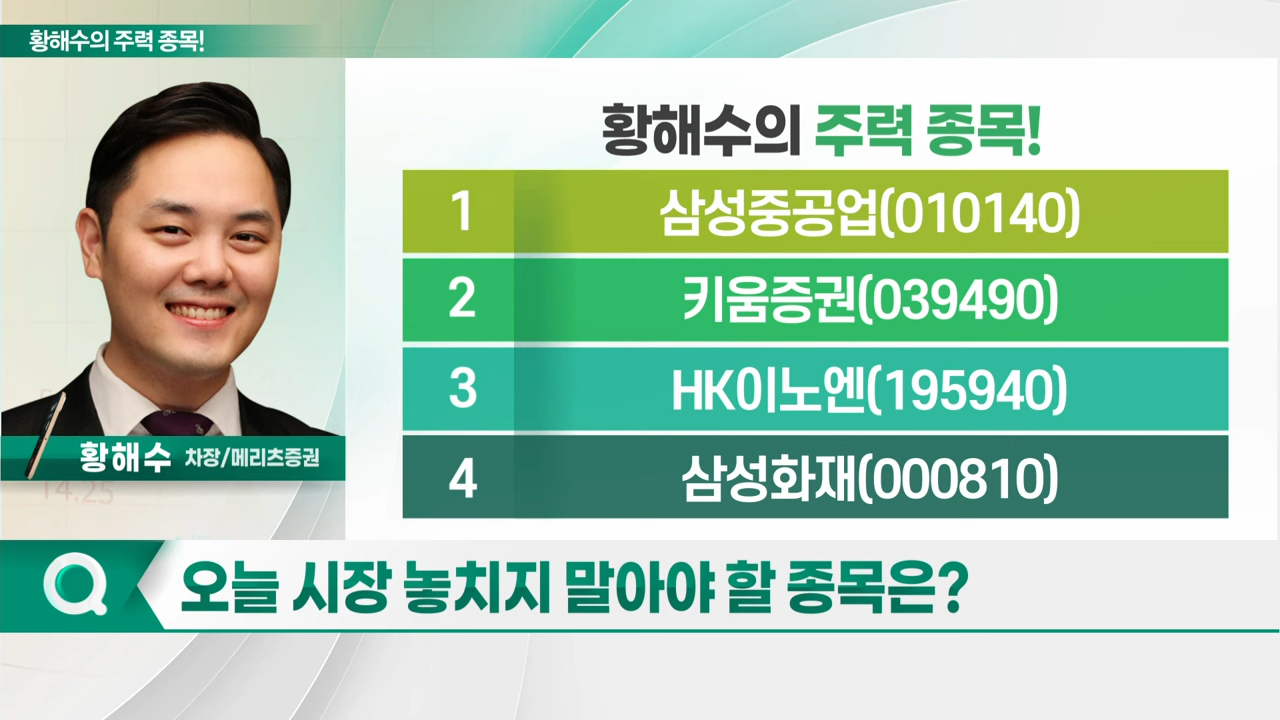 황해수의 주력 종목!
황해수의 주력 종목!
1 삼성중공업(010140)
2 키움증권(039490)
3 HK이노엔(195940)
4 삼성화재(000810)
황해수 차장/메리츠증권
14.25
오늘 시장 놓치지 말아야 할 종목은?